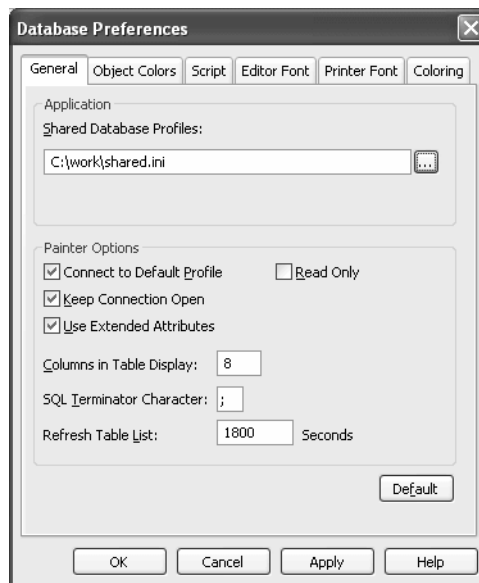 Database Preferences
General Object Colors Script Editor Font Printer Font Coloring
Application
Shared Database Profiles:
C:\work\shared.ini ...
Painter Options
Connect to Default Profile Read Only
Keep Connection Open
Use Extended Attributes
Columns in Table Display: 8
SQL Terminator Character: ;
Refresh Table List: 1800 Seconds
Default
OK Cancel Apply Help